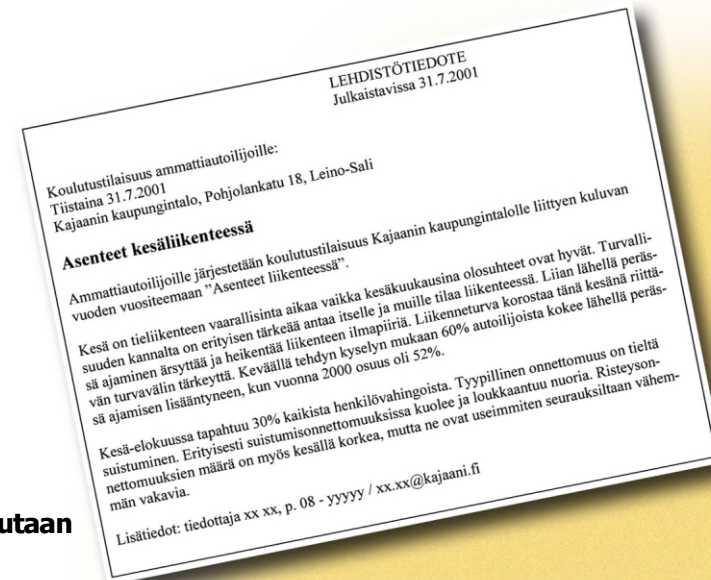 LEHDISTÖTIEDOTE
Julkaistavissa 31.7.2001
Koulutustilaisuus ammattiautoilijoille:
Tiistaina 31.7.2001
Kajaanin kaupungintalo, Pohjolankatu 18, Leino-Sali
Asenteet kesäliikenteessä
Ammattiautoilijoille järjestetään koulutustilaisuus Kajaanin kaupungintalolle liittyen kuluvan
vuoden vuositeemaan ”Asenteet liikenteessä”.
Kesä on tieliikenteen vaarallisinta aikaa vaikka kesäkuukausina olosuhteet ovat hyvät. Turvalli-
suuden kannalta on erityisen tärkeää antaa itselle ja muille tilaa liikenteessä. Liian lähellä peräs-
sä ajaminen ärsyttää ja heikentää liikenteen ilmapiiriä. Liikenneturva korostaa tänä kesänä riittä-
vän turvavälin tärkeyttä. Keväällä tehdyn kyselyn mukaan 60% autoilijoista kokee lähellä peräs-
sä ajamisen lisääntyneen, kun vuonna 2000 osuus oli 52%.
Kesä-elokuussa tapahtuu 30% kaikista henkilövahingoista. Tyypillinen onnettomuus on tieltä
suistuminen. Erityisesti suistumisonnettomuuksissa kuolee ja loukkaantuu nuoria. Risteyson-
nettomuuksien määrä on myös kesällä korkea, mutta ne ovat useimmiten seurauksiltaan vähem-
män vakavia.
Lisätiedot: tiedottaja xx xx, p. 08 - yyyyy / xx.xx@kajaani.fi
utaan